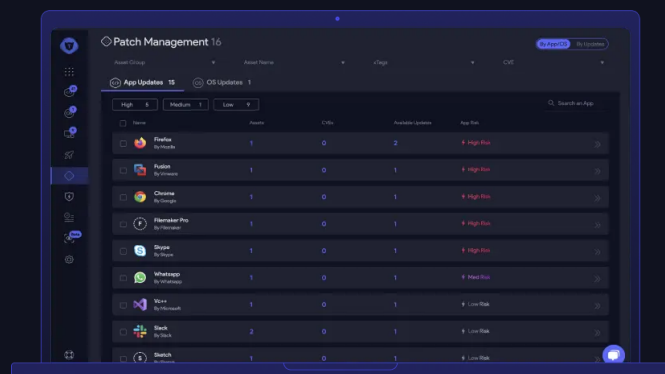 Patch Management 16
By App/OS By Updates
Asset Group Asset Name Tags CVE
App Updates 15 OS Updates 1
High 5 Medium 1 Low 9 Search an App
Name Assets CVEs Available Updates App Risk
Firefox 1 0 2 High Risk
By Mozilla
Fusion 1 0 1 High Risk
By Vmware
Chrome 1 0 1 High Risk
By Google
F Filemaker Pro 1 0 1 High Risk
By Filemaker
Skype 1 0 1 High Risk
By Skype
Whatsapp 1 0 1 Med Risk
By Whatsapp
Vc++ 1 0 1 Low Risk
By Microsoft
Slack 2 0 1 Low Risk
By Slack
S Sketch 1 0 1 Low Risk